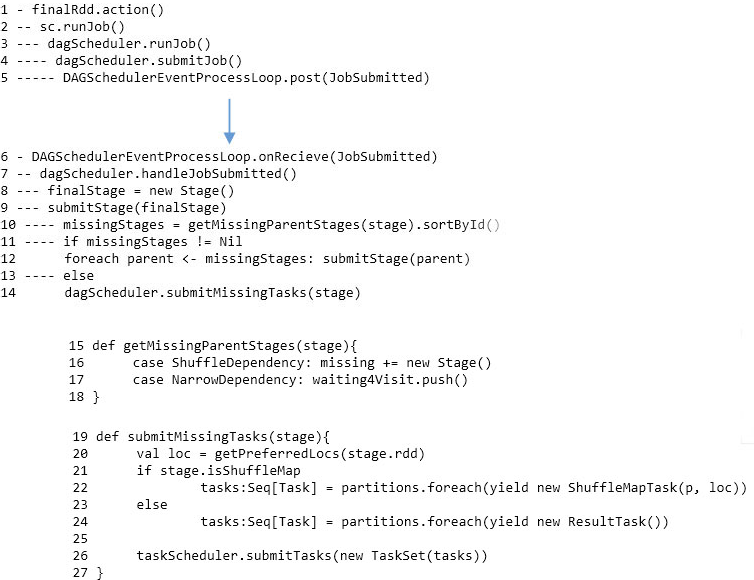 1 - finalRdd.action()
2 -- sc.runJob()
3 --- dagScheduler.runJob()
4 ---- dagScheduler.submitJob()
5 ----- DAGSchedulerEventProcessLoop.post(JobSubmitted)
6 - DAGSchedulerEventProcessLoop.onRecieve(JobSubmitted)
7 -- dagScheduler.handleJobSubmitted()
8 --- finalStage = new Stage()
9 --- submitStage(finalStage)
10 ---- missingStages = getMissingParentStages(stage).sortById()
11 ---- if missingStages != Nil
12      foreach parent <- missingStages: submitStage(parent)
13 ---- else
14      dagScheduler.submitMissingTasks(stage)
15 def getMissingParentStages(stage){
16      case ShuffleDependency: missing += new Stage()
17      case NarrowDependency: waiting4Visit.push()
18 }
19 def submitMissingTasks(stage){
20      val loc = getPreferredLocs(stage.rdd)
21      if stage.isShuffleMap
22              tasks:Seq[Task] = partitions.foreach(yield new ShuffleMapTask(p, loc))
23      else
24              tasks:Seq[Task] = partitions.foreach(yield new ResultTask())
25
26      taskScheduler.submitTasks(new TaskSet(tasks))
27 }